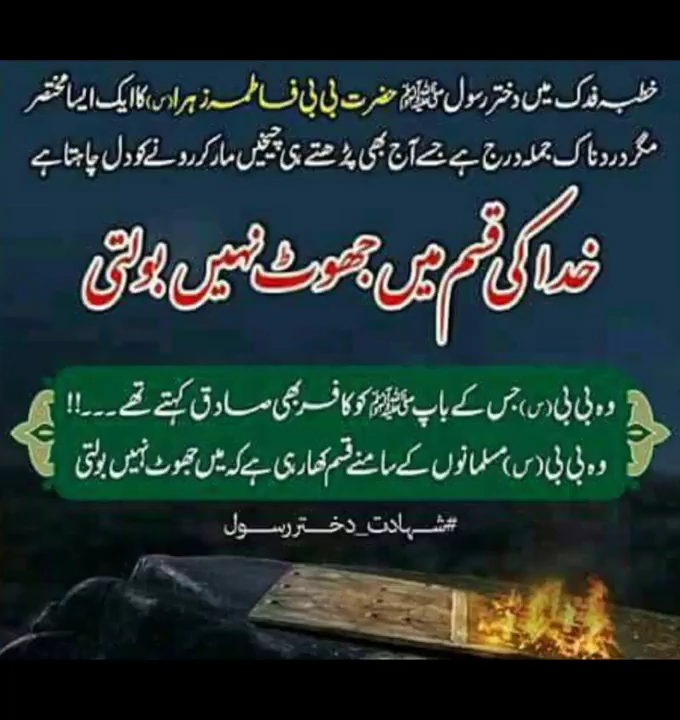 خطبہ فدک میں دختر رسول ﷺ حضرت بی بی فاطمہ زہرا (س) کا ایک ایسا مختصر
مگر دردناک جملہ درج ہے جسے آج بھی پڑھتے ہی چیخیں مار کر رونے کو دل چاہتا ہے
خدا کی قسم میں جھوٹ نہیں بولتی
وہ بی بی (س) جس کے باپ ﷺ کو کافر بھی صادق کہتے تھے ۔۔۔!!
وہ بی بی (س) مسلمانوں کے سامنے قسم کھا رہی ہے کہ میں جھوٹ نہیں بولتی
#شہادت_دختر رسول